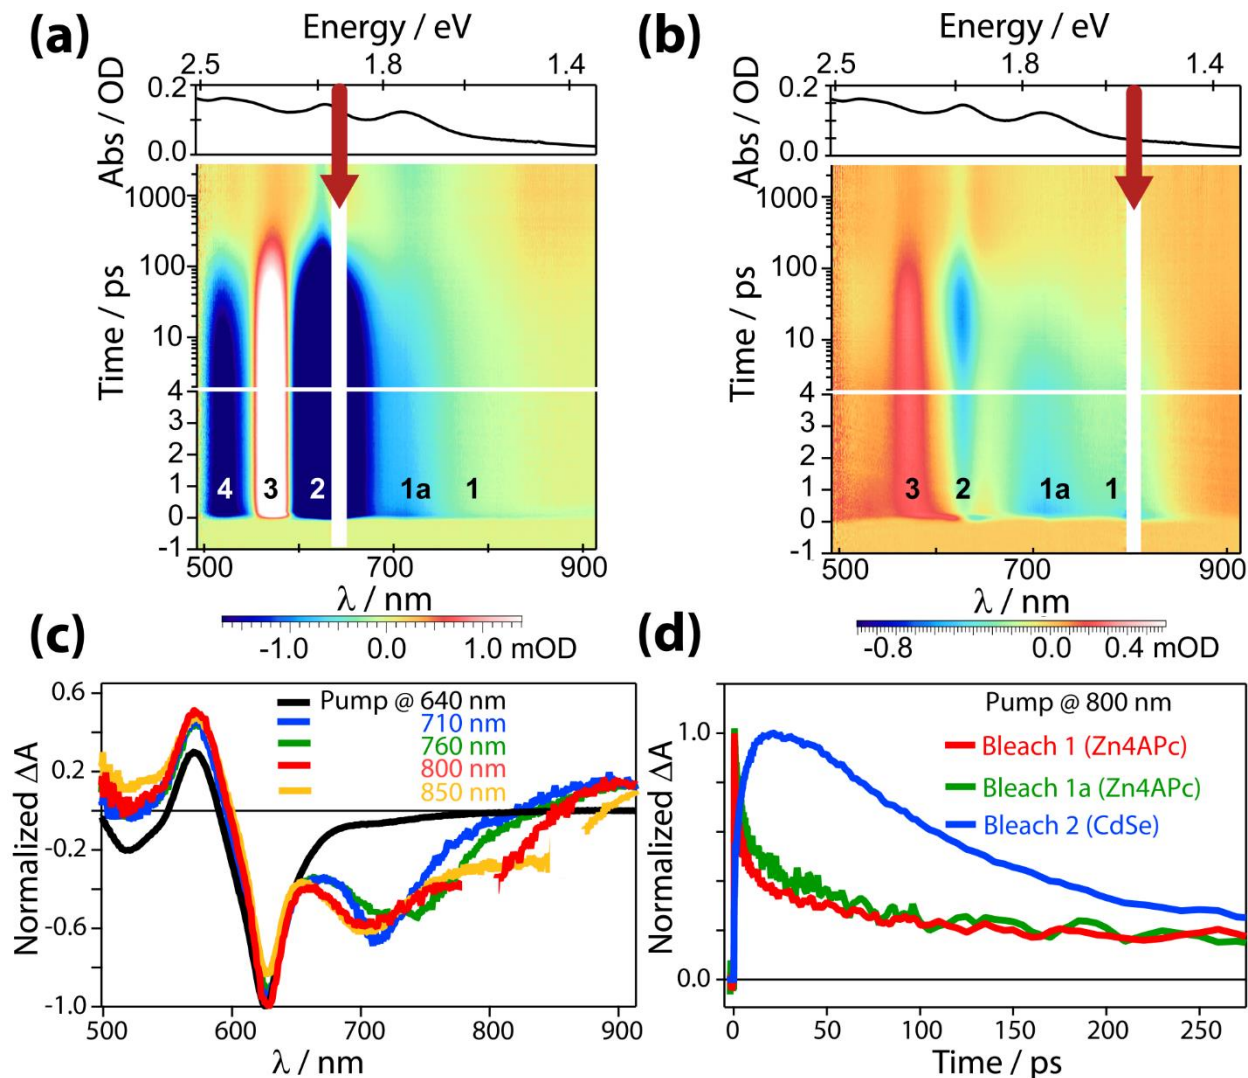 (a)
Energy / eV
2.5 1.8 1.4
Abs / OD
0.2
0.0
Time / ps
1000
100
10
4
3
2
1
0
-1
4 3 2 1a 1
500 700 900
λ / nm
-1.0 0.0 1.0 mOD
(b)
Energy / eV
2.5 1.8 1.4
Abs / OD
0.2
0.0
Time / ps
1000
100
10
4
3
2
1
0
-1
3 2 1a 1
500 700 900
λ / nm
-0.8 0.0 0.4 mOD
(c)
Normalized ΔA
0.6
0.2
-0.2
-0.6
-1.0
Pump @ 640 nm
710 nm
760 nm
800 nm
850 nm
500 600 700 800 900
λ / nm
(d)
Normalized ΔA
1.0
0.0
Pump @ 800 nm
Bleach 1 (Zn4APc)
Bleach 1a (Zn4APc)
Bleach 2 (CdSe)
0 50 100 150 200 250
Time / ps